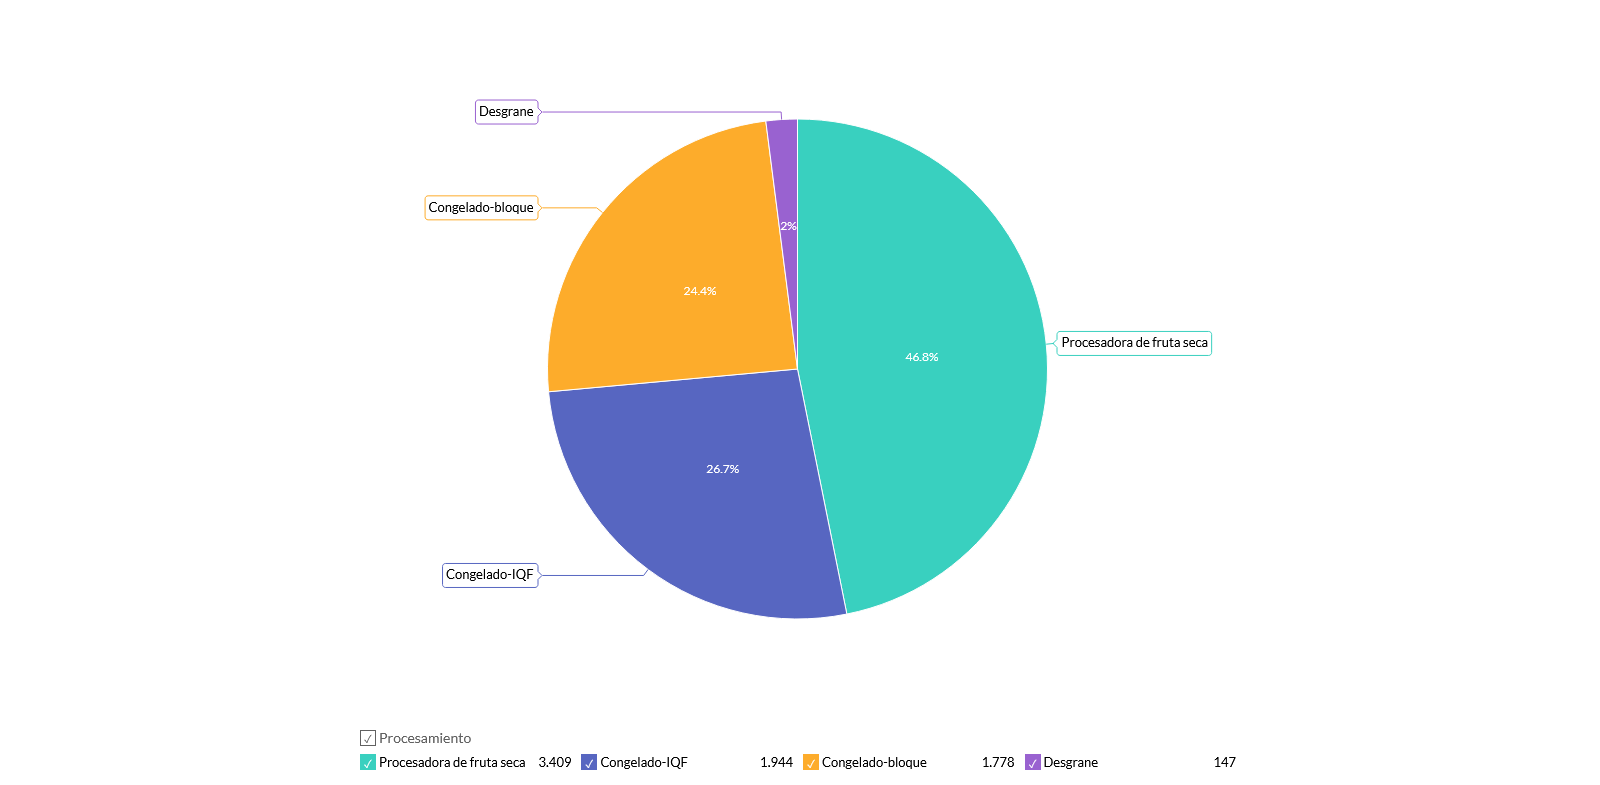 Desgrane
Congelado-bloque
2%
24.4%
Procesadora de fruta seca
46.8%
26.7%
Congelado-IQF
Procesamiento
Procesadora de fruta seca 3.409 Congelado-IQF 1.944 Congelado-bloque 1.778 Desgrane 147